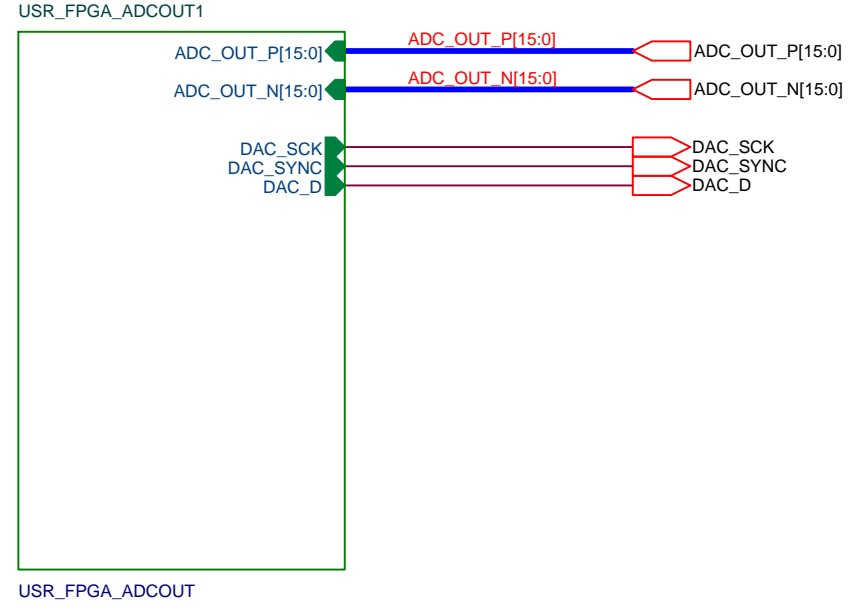 USR_FPGA_ADCOUT1
ADC_OUT_P[15:0] ADC_OUT_P[15:0] ADC_OUT_P[15:0]
ADC_OUT_N[15:0] ADC_OUT_N[15:0] ADC_OUT_N[15:0]
DAC_SCK DAC_SCK
DAC_SYNC DAC_SYNC
DAC_D DAC_D
USR_FPGA_ADCOUT